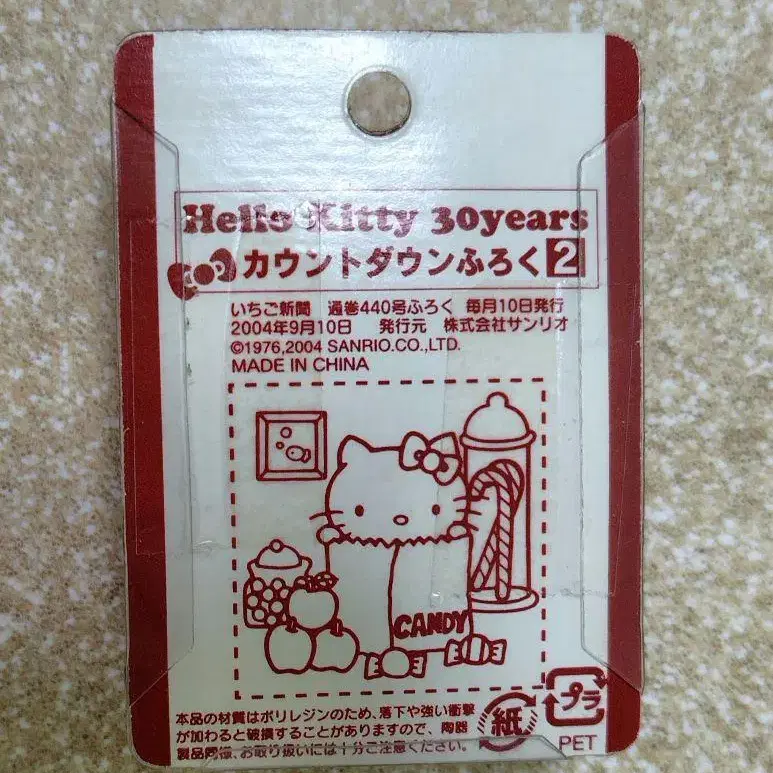 Hello Kitty 30years
カウントダウンふろく2
いちご新聞 通巻440号ふろく 毎月10日発行
2004年9月10日 発行元 株式会社サンリオ
©1976,2004 SANRIO.CO.,LTD.
MADE IN CHINA
CANDY
本品の材質はポリレジンのため、落下や強い衝撃
が加わると破損することがありますので、陶器
製品同様、お取り扱いには十分ご注意ください。
紙
プラ
PET